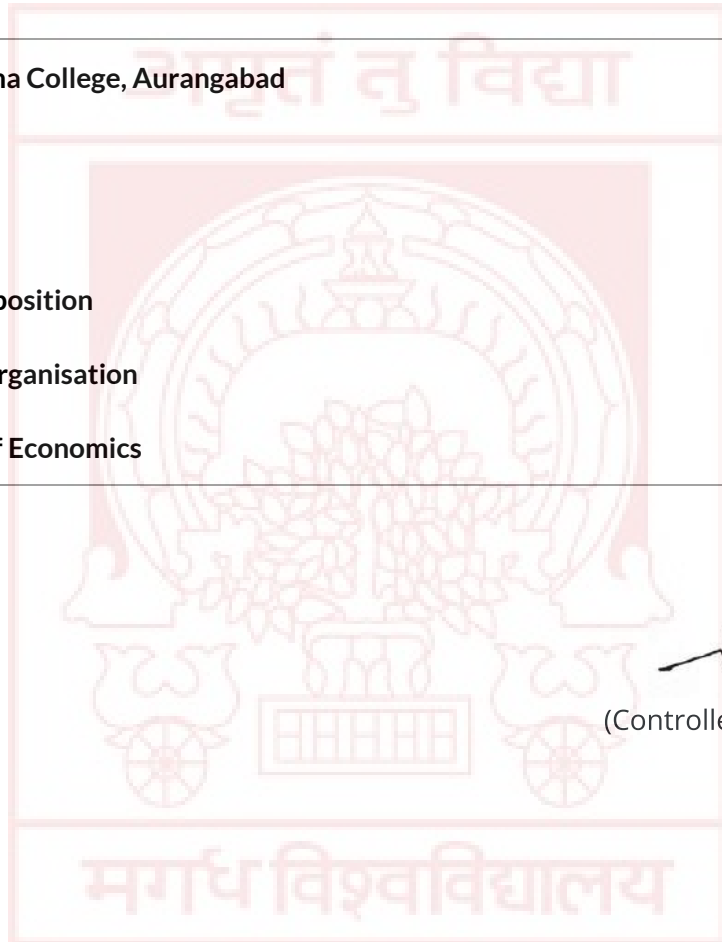 अमृतं तु विद्या
na College, Aurangabad
position
rganisation
f Economics
(Controlle
मगध विश्वविद्यालय